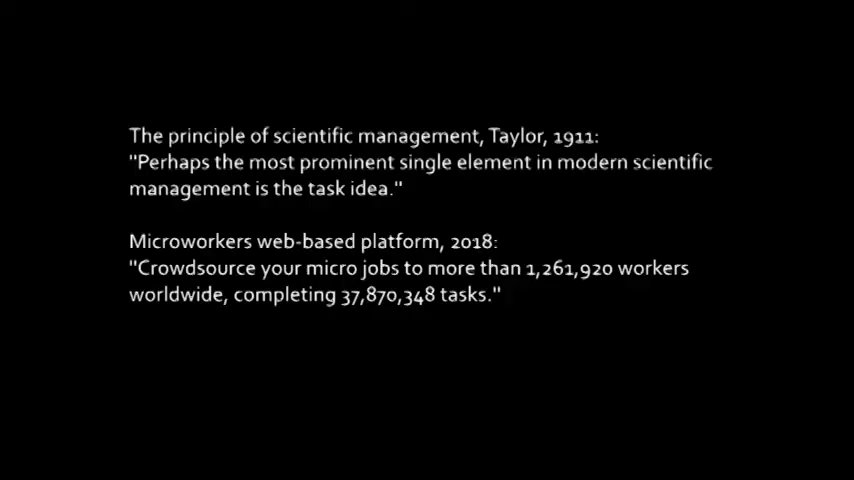 The principle of scientific management, Taylor, 1911:
"Perhaps the most prominent single element in modern scientific
management is the task idea."
Microworkers web-based platform, 2018:
"Crowdsource your micro jobs to more than 1,261,920 workers
worldwide, completing 37,870,348 tasks."